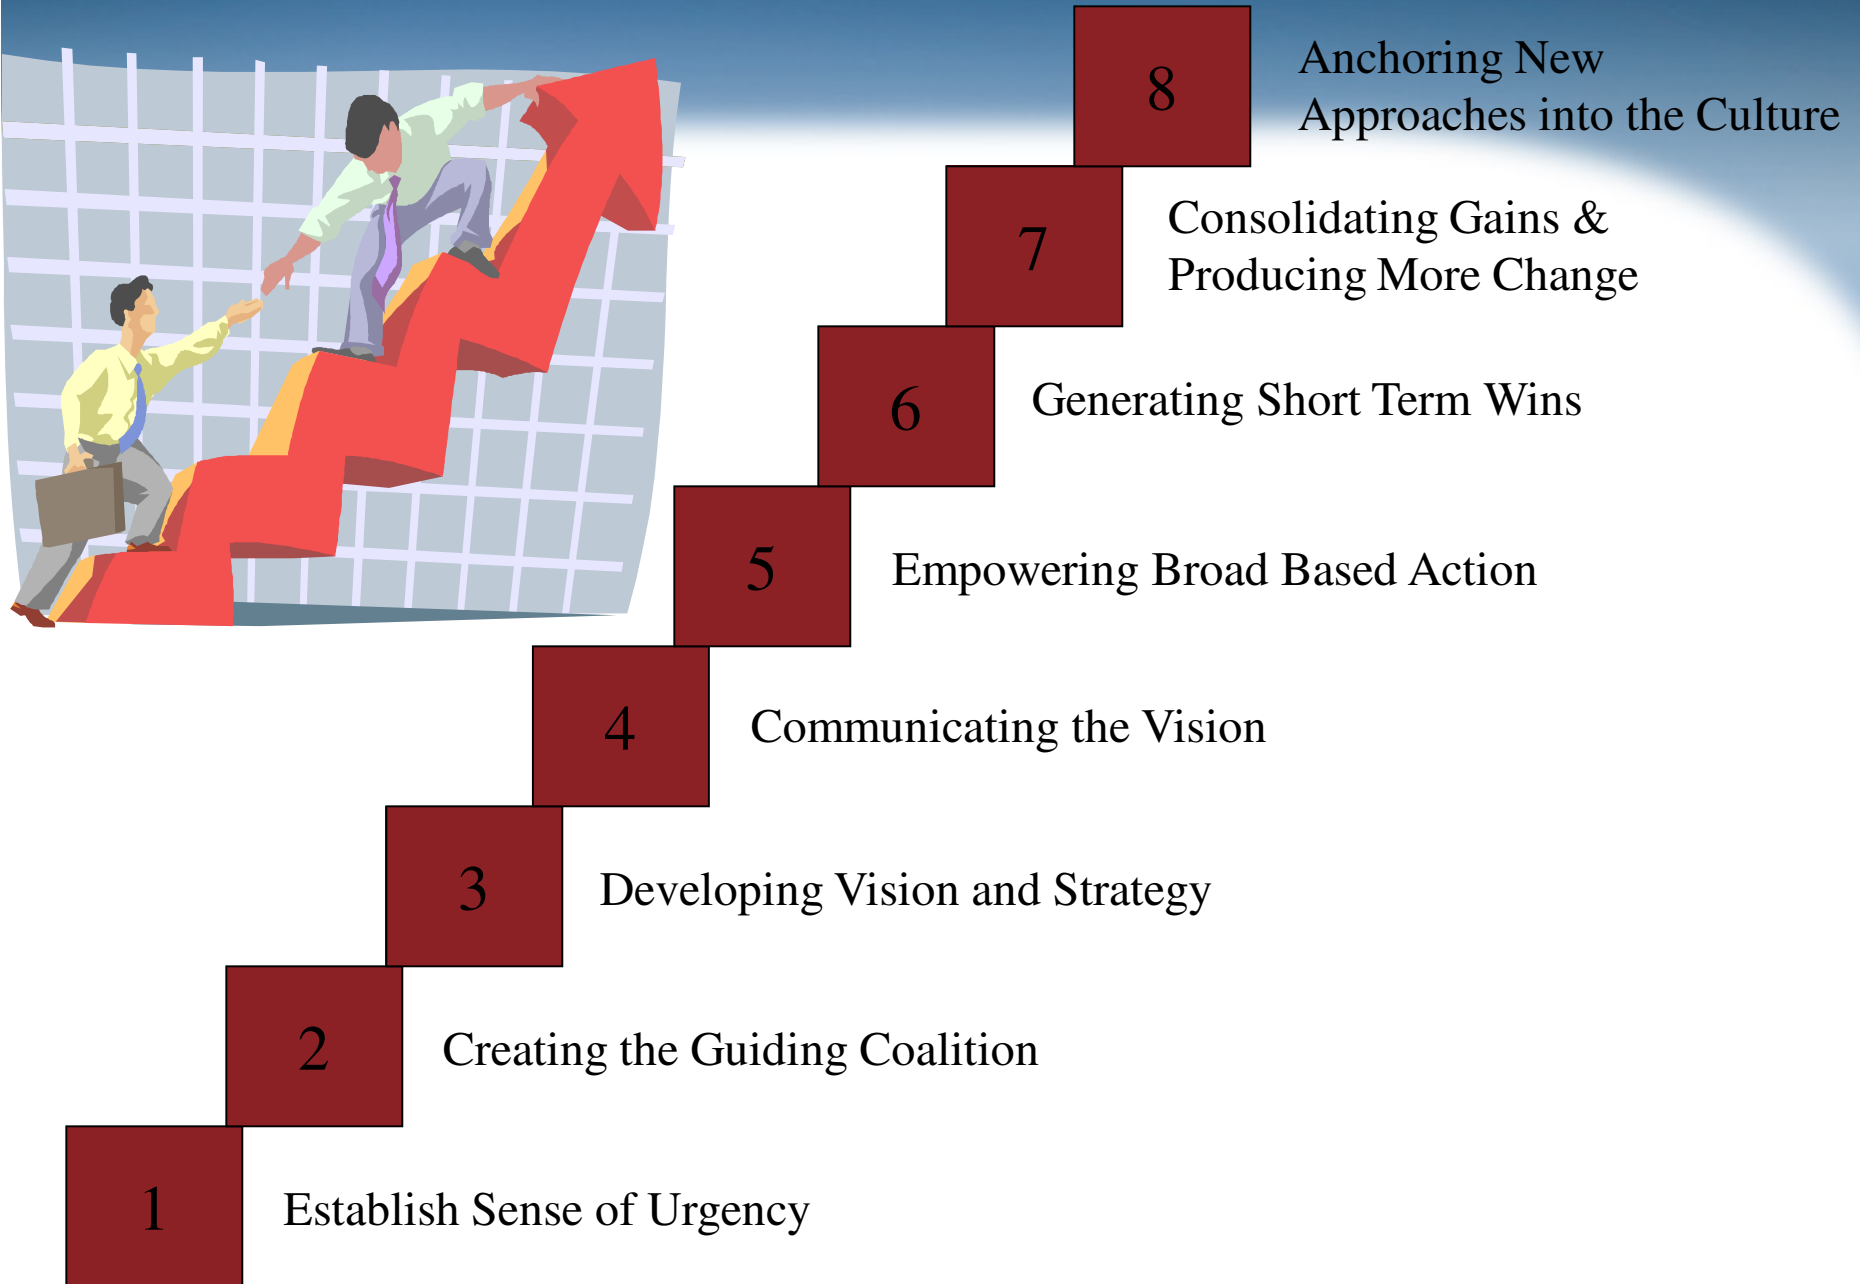 8
Anchoring New
Approaches into the Culture
7
Consolidating Gains &
Producing More Change
6
Generating Short Term Wins
5
Empowering Broad Based Action
4
Communicating the Vision
3
Developing Vision and Strategy
2
Creating the Guiding Coalition
1
Establish Sense of Urgency